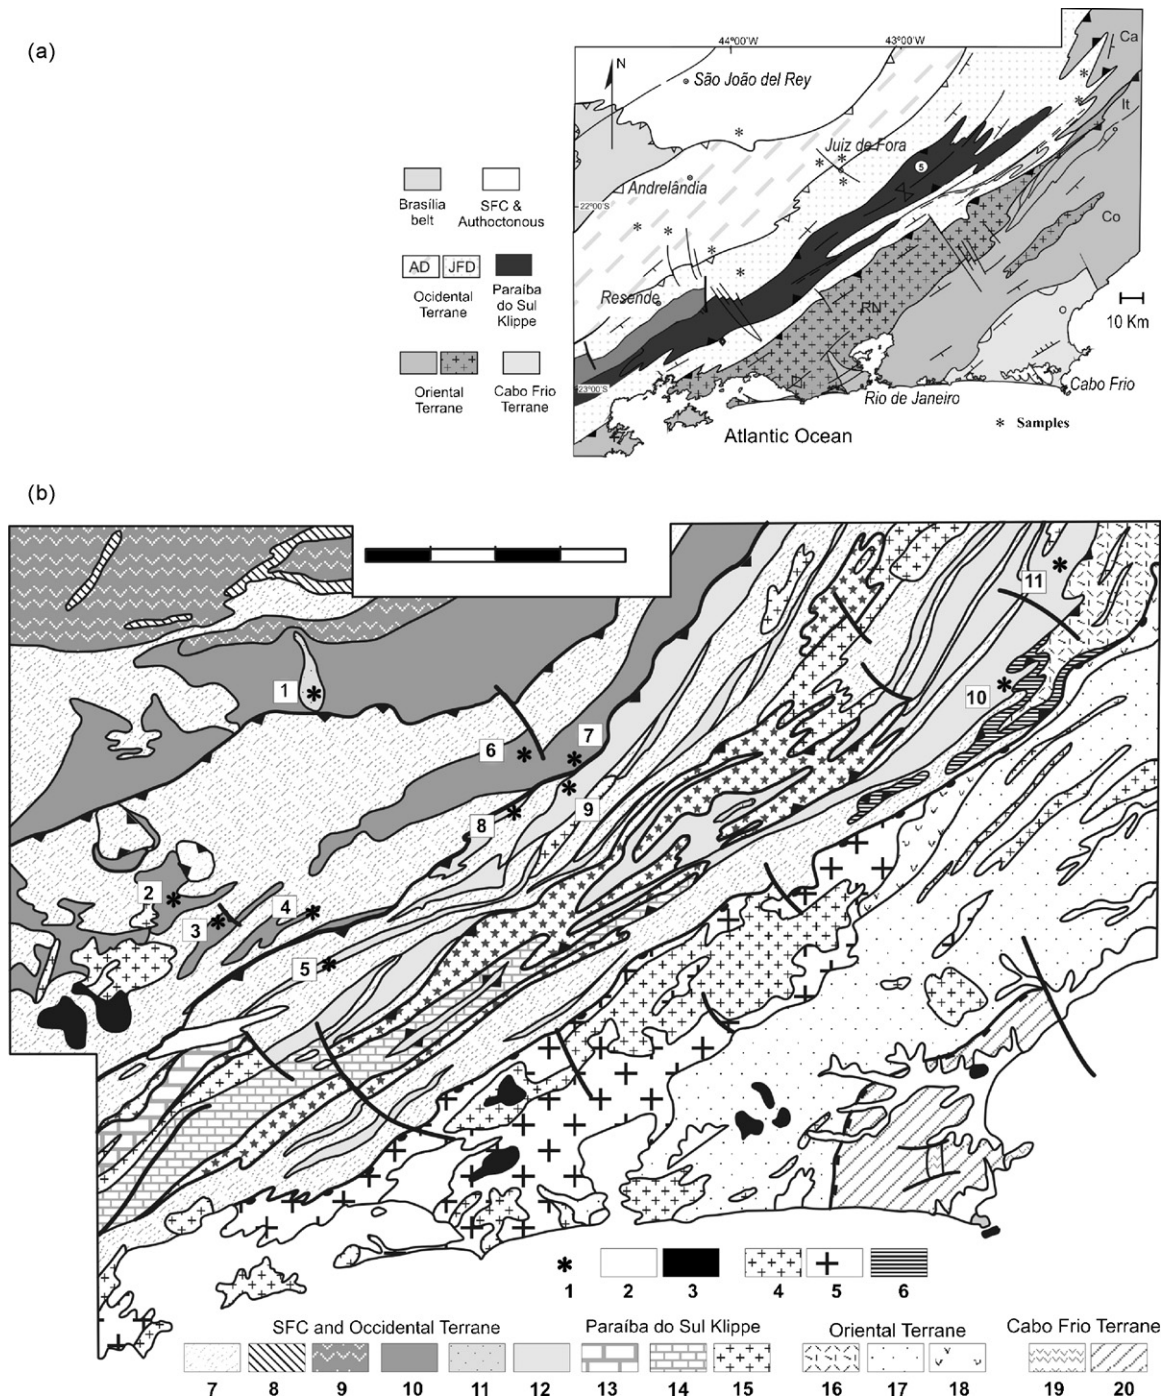 (a)
44°00'W
43°00'W
N
São João del Rey
Ca
It
Juiz de Fora
5
Andrelândia
22°00'S
Co
Brasília belt
SFC & Authoctonous
AD
JFD
Ocidental Terrane
Paraíba do Sul Klippe
Resende
RN
10 Km
Oriental Terrane
Cabo Frio Terrane
23°00'S
Cabo Frio
Rio de Janeiro
Atlantic Ocean
* Samples
(b)
11
1
10
6
7
8
9
2
3
4
5
1 2 3 4 5 6
SFC and Occidental Terrane
Paraíba do Sul Klippe
Oriental Terrane
Cabo Frio Terrane
7 8 9 10 11 12 13 14 15 16 17 18 19 20